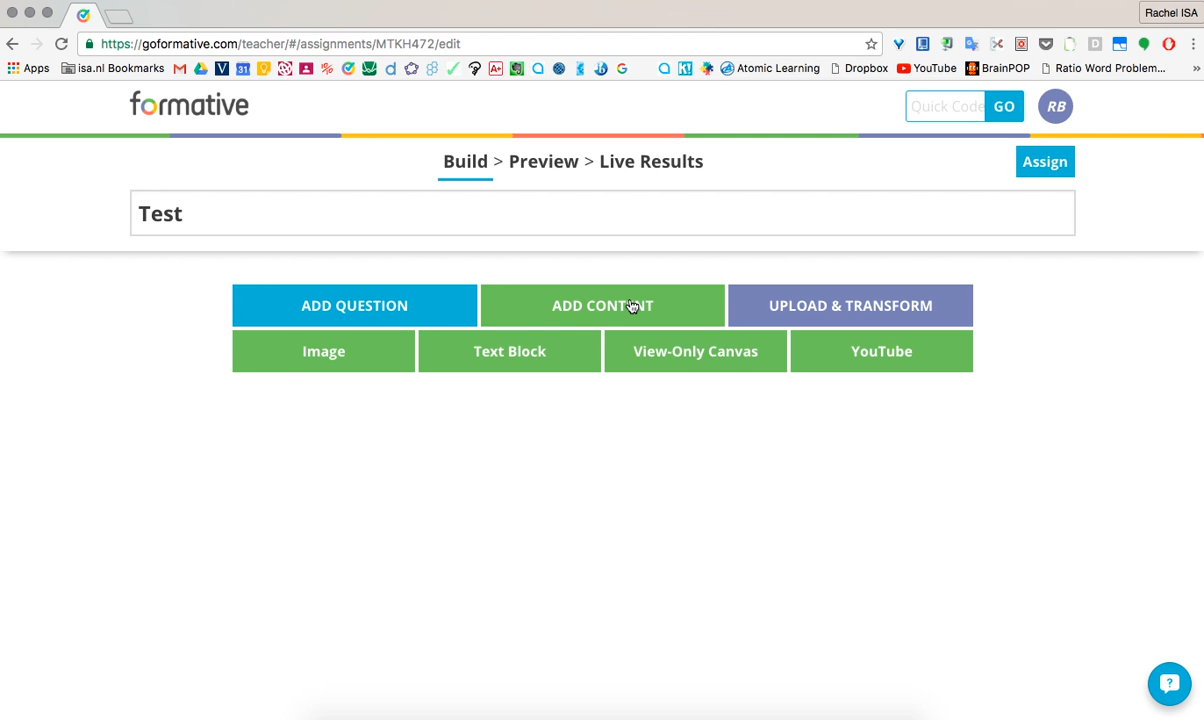 Rachel ISA
https://goformative.com/teacher/#/assignments/MTKH472/edit
Apps isa.nl Bookmarks Atomic Learning Dropbox YouTube BrainPOP Ratio Word Problem... »
formative
Quick Code GO RB
Build > Preview > Live Results
Assign
Test
ADD QUESTION ADD CONTENT UPLOAD & TRANSFORM
Image Text Block View-Only Canvas YouTube